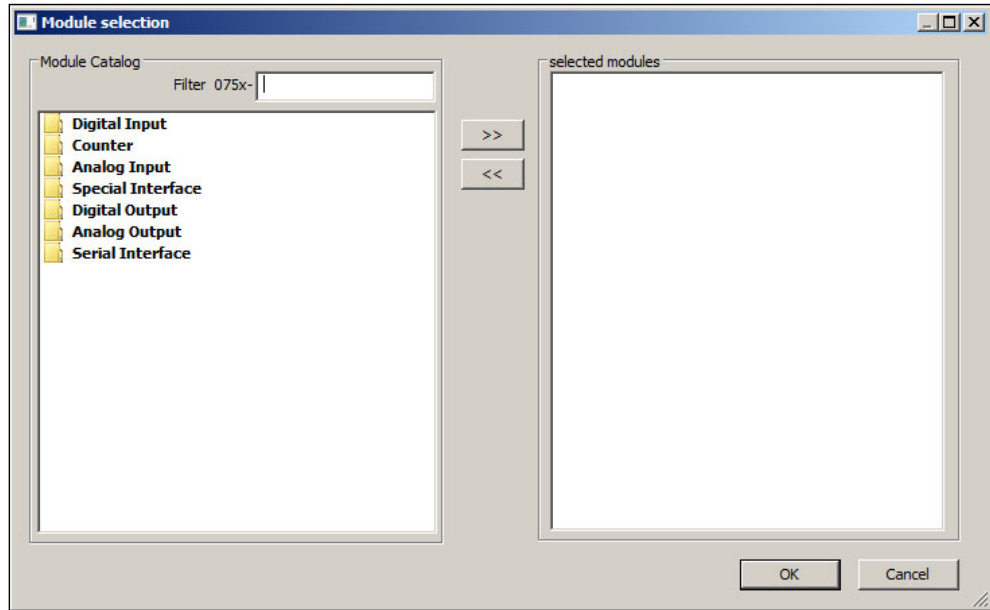 Module selection
Module Catalog
Filter 075x-
Digital Input
Counter
Analog Input
Special Interface
Digital Output
Analog Output
Serial Interface
>>
<<
selected modules
OK
Cancel